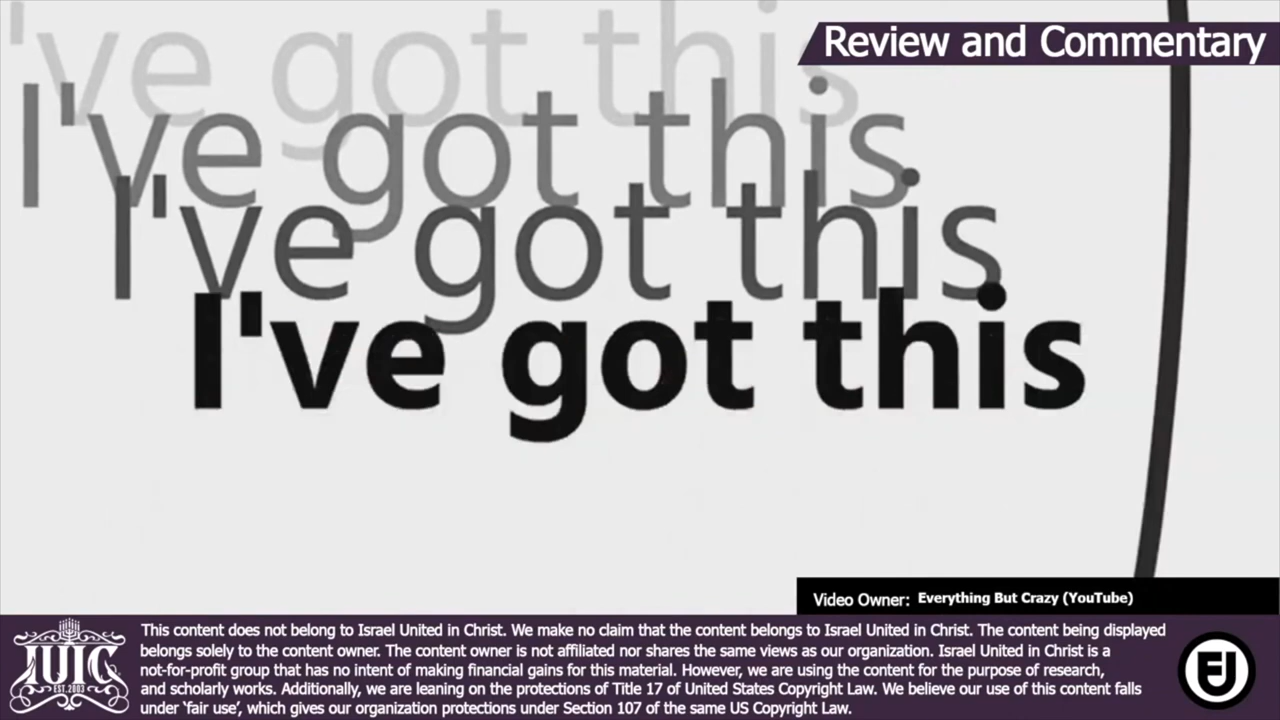 Review and Commentary
I've got this
I've got this
I've got this
I've got this
Video Owner: Everything But Crazy (YouTube)
IUIC
EST.2003
This content does not belong to Israel United in Christ. We make no claim that the content belongs to Israel United in Christ. The content being displayed
belongs solely to the content owner. The content owner is not affiliated nor shares the same views as our organization. Israel United in Christ is a
not-for-profit group that has no intent of making financial gains for this material. However, we are using the content for the purpose of research,
and scholarly works. Additionally, we are leaning on the protections of Title 17 of United States Copyright Law. We believe our use of this content falls
under 'fair use', which gives our organization protections under Section 107 of the same US Copyright Law.